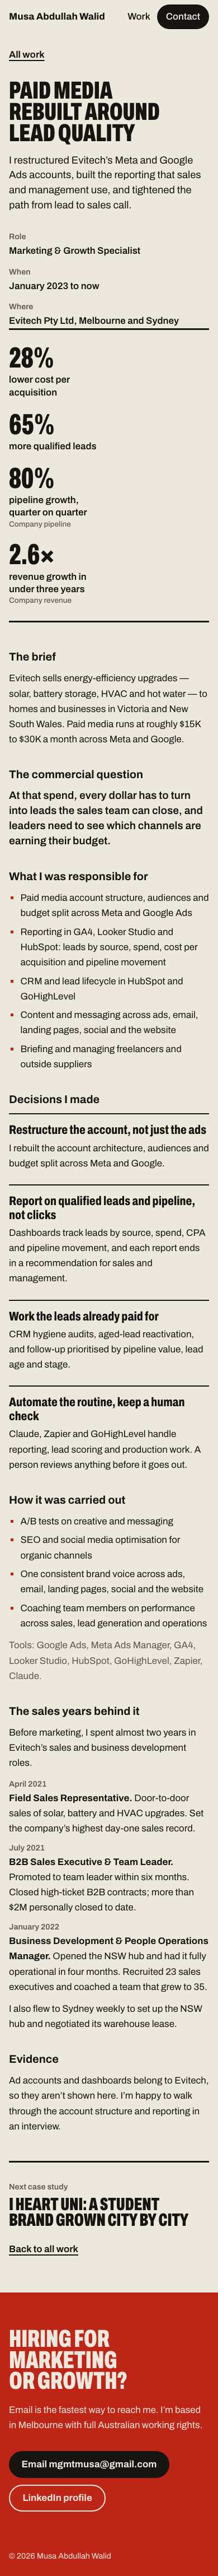 Musa Abdullah Walid Work Contact
All work
PAID MEDIA
REBUILT AROUND
LEAD QUALITY
I restructured Evitech's Meta and Google
Ads accounts, built the reporting that sales
and management use, and tightened the
path from lead to sales call.
Role
Marketing & Growth Specialist
When
January 2023 to now
Where
Evitech Pty Ltd, Melbourne and Sydney
28%
lower cost per
acquisition
65%
more qualified leads
80%
pipeline growth,
quarter on quarter
Company pipeline
2.6×
revenue growth in
under three years
Company revenue
The brief
Evitech sells energy-efficiency upgrades —
solar, battery storage, HVAC and hot water — to
homes and businesses in Victoria and New
South Wales. Paid media runs at roughly $15K
to $30K a month across Meta and Google.
The commercial question
At that spend, every dollar has to turn
into leads the sales team can close, and
leaders need to see which channels are
earning their budget.
What I was responsible for
Paid media account structure, audiences and
budget split across Meta and Google Ads
Reporting in GA4, Looker Studio and
HubSpot: leads by source, spend, cost per
acquisition and pipeline movement
CRM and lead lifecycle in HubSpot and
GoHighLevel
Content and messaging across ads, email,
landing pages, social and the website
Briefing and managing freelancers and
outside suppliers
Decisions I made
Restructure the account, not just the ads
I rebuilt the account architecture, audiences and
budget split across Meta and Google.
Report on qualified leads and pipeline,
not clicks
Dashboards track leads by source, spend, CPA
and pipeline movement, and each report ends
in a recommendation for sales and
management.
Work the leads already paid for
CRM hygiene audits, aged-lead reactivation,
and follow-up prioritised by pipeline value, lead
age and stage.
Automate the routine, keep a human
check
Claude, Zapier and GoHighLevel handle
reporting, lead scoring and production work. A
person reviews anything before it goes out.
How it was carried out
A/B tests on creative and messaging
SEO and social media optimisation for
organic channels
One consistent brand voice across ads,
email, landing pages, social and the website
Coaching team members on performance
across sales, lead generation and operations
Tools: Google Ads, Meta Ads Manager, GA4,
Looker Studio, HubSpot, GoHighLevel, Zapier,
Claude.
The sales years behind it
Before marketing, I spent almost two years in
Evitech's sales and business development
roles.
April 2021
Field Sales Representative. Door-to-door
sales of solar, battery and HVAC upgrades. Set
the company's highest day-one sales record.
July 2021
B2B Sales Executive & Team Leader.
Promoted to team leader within six months.
Closed high-ticket B2B contracts; more than
$2M personally closed to date.
January 2022
Business Development & People Operations
Manager. Opened the NSW hub and had it fully
operational in four months. Recruited 23 sales
executives and coached a team that grew to 35.
I also flew to Sydney weekly to set up the NSW
hub and negotiated its warehouse lease.
Evidence
Ad accounts and dashboards belong to Evitech,
so they aren't shown here. I'm happy to walk
through the account structure and reporting in
an interview.
Next case study
I HEART UNI: A STUDENT
BRAND GROWN CITY BY CITY
Back to all work
HIRING FOR
MARKETING
OR GROWTH?
Email is the fastest way to reach me. I'm based
in Melbourne with full Australian working rights.
Email mgmtmusa@gmail.com
LinkedIn profile
© 2026 Musa Abdullah Walid